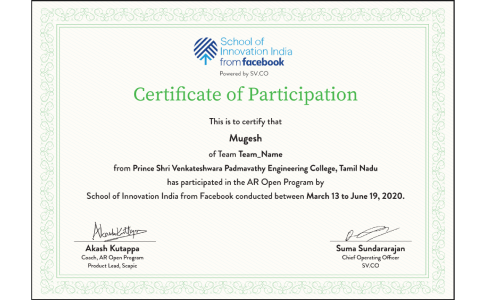 School of
Innovation India
from facebook
Powered by SV.CO
Certificate of Participation
This is to certify that
Mugesh
of Team Team_Name
from Prince Shri Venkateshwara Padmavathy Engineering College, Tamil Nadu
has participated in the AR Open Program by
School of Innovation India from Facebook conducted between March 13 to June 19, 2020.
Akash Kutappa
Akash Kutappa
Coach, AR Open Program
Product Lead, Scapic
Suma Sundararajan
Chief Operating Officer
SV.CO